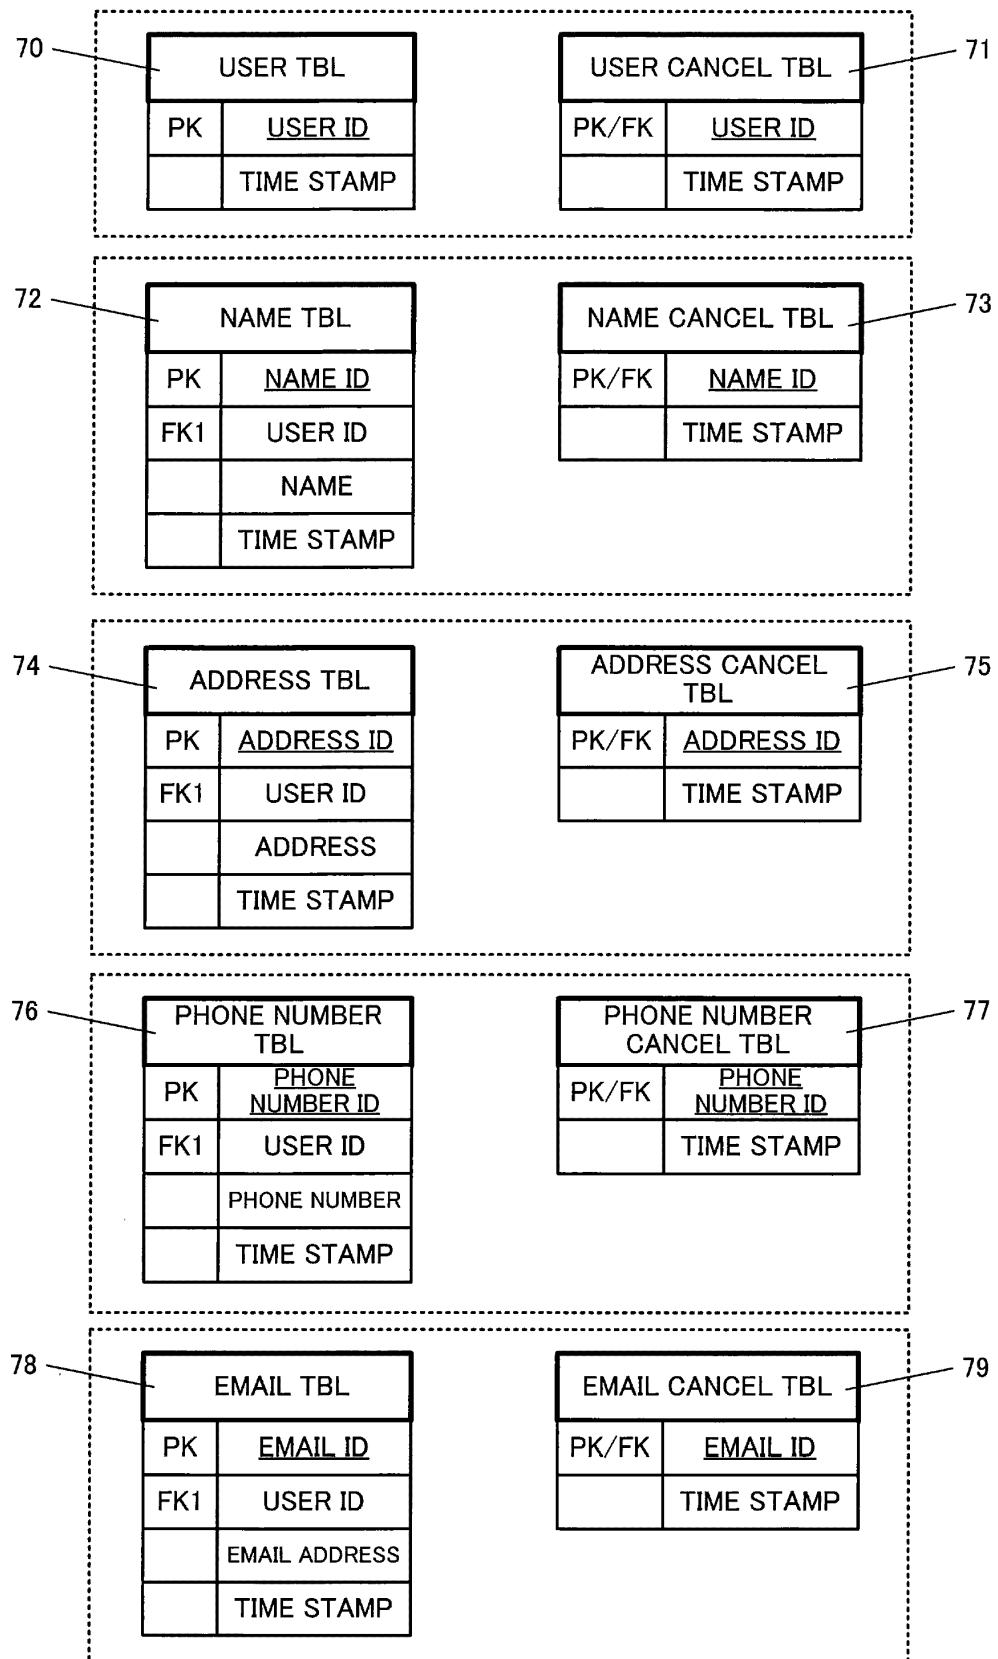 70
USER TBL
USER CANCEL TBL
71
PK USER ID
PK/FK USER ID
TIME STAMP
TIME STAMP
72
NAME TBL
NAME CANCEL TBL
73
PK NAME ID
PK/FK NAME ID
FK1 USER ID
TIME STAMP
NAME
TIME STAMP
74
ADDRESS TBL
ADDRESS CANCEL
TBL
75
PK ADDRESS ID
PK/FK ADDRESS ID
FK1 USER ID
TIME STAMP
ADDRESS
TIME STAMP
76
PHONE NUMBER
TBL
PHONE NUMBER
CANCEL TBL
77
PK PHONE
NUMBER ID
PK/FK PHONE
NUMBER ID
FK1 USER ID
TIME STAMP
PHONE NUMBER
TIME STAMP
78
EMAIL TBL
EMAIL CANCEL TBL
79
PK EMAIL ID
PK/FK EMAIL ID
FK1 USER ID
TIME STAMP
EMAIL ADDRESS
TIME STAMP